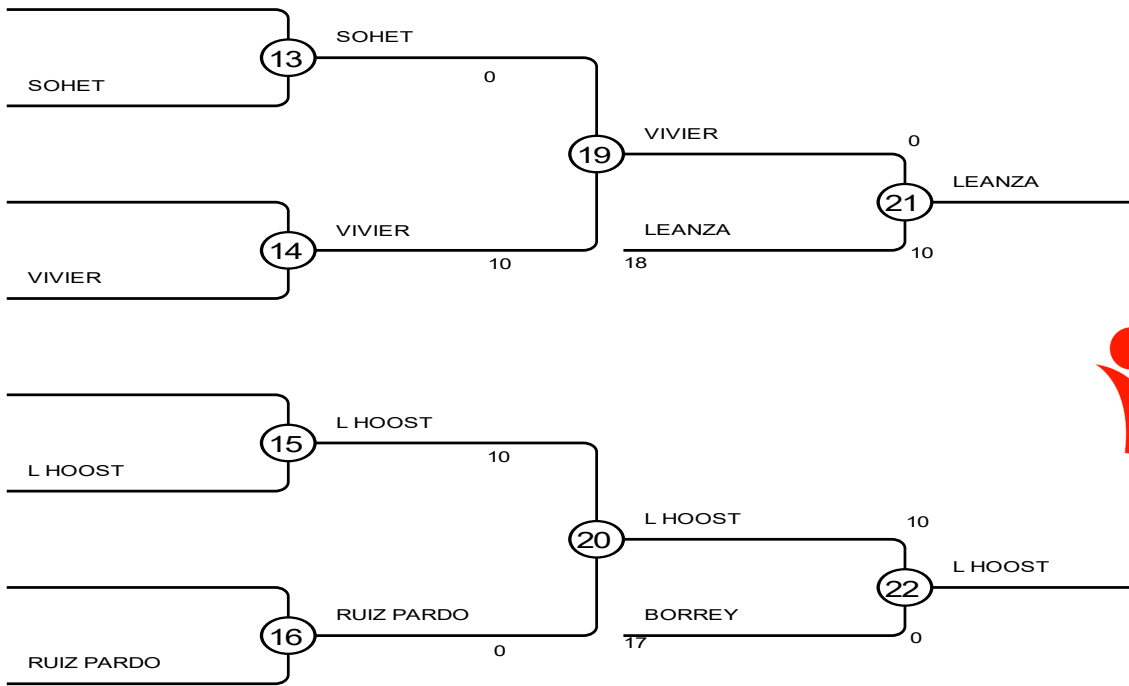 SOHET
13
0
SOHET
VIVIER
0
19
LEANZA
21
VIVIER
LEANZA
14
10
18
10
VIVIER
L HOOST
15
10
L HOOST
L HOOST
10
20
L HOOST
22
RUIZ PARDO
BORREY
16
0
17
0
RUIZ PARDO